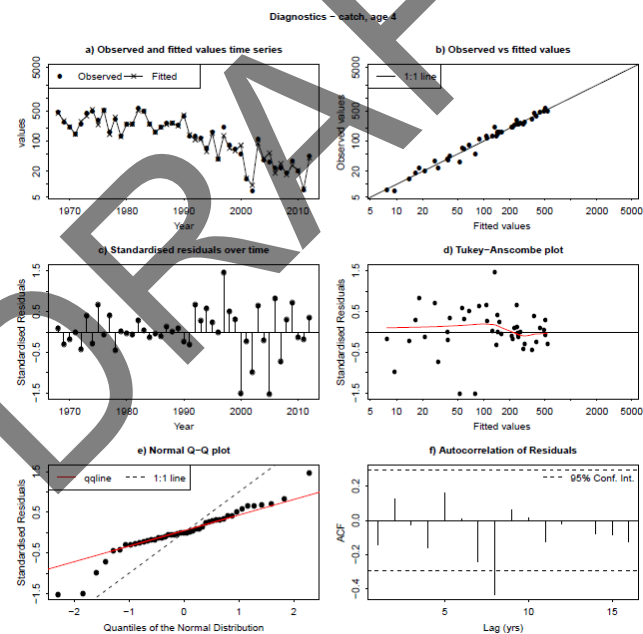 Diagnostics − catch, age 4
a) Observed and fitted values time series
values
5000
500
100
20
5
Observed Fitted
1970 1980 1990 2000 2010
Year
b) Observed vs fitted values
Observed values
5000
500
100
20
5
1:1 line
5 10 20 50 100 200 500 2000 5000
Fitted values
c) Standardised residuals over time
Standardised Residuals
1.5
0.5
−0.5
−1.5
1970 1980 1990 2000 2010
Year
d) Tukey−Anscombe plot
Standardised Residuals
1.5
0.5
−0.5
−1.5
5 10 20 50 100 200 500 2000 5000
Fitted values
e) Normal Q−Q plot
Standardised Residuals
1.5
0.5
−0.5
−1.5
qqline 1:1 line
−2 −1 0 1 2
Quantiles of the Normal Distribution
f) Autocorrelation of Residuals
ACF
0.2
0.0
−0.2
−0.4
95% Conf. Int.
5 10 15
Lag (yrs)
DRAFT